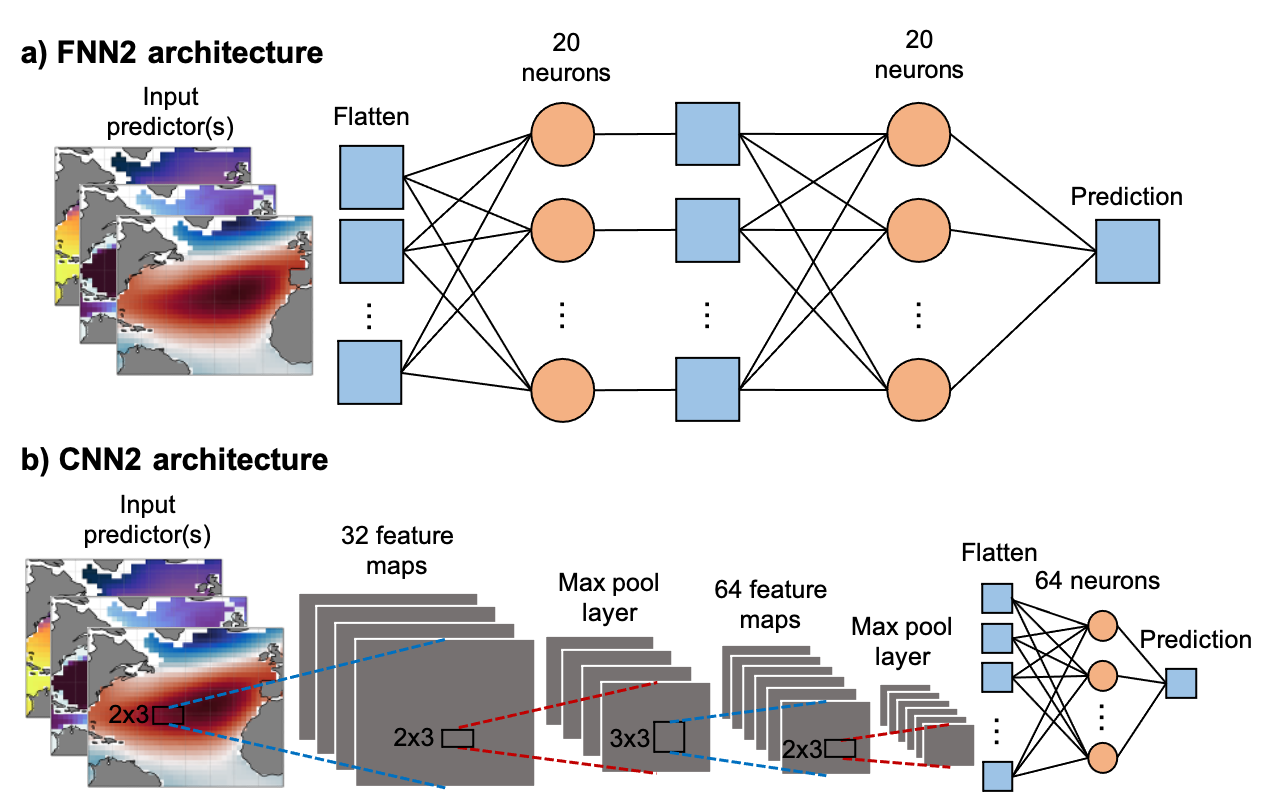 a) FNN2 architecture
Input
predictor(s)
Flatten
20
neurons
20
neurons
Prediction
b) CNN2 architecture
Input
predictor(s)
2x3
32 feature
maps
2x3
Max pool
layer
3x3
64 feature
maps
2x3
Max pool
layer
Flatten
64 neurons
Prediction